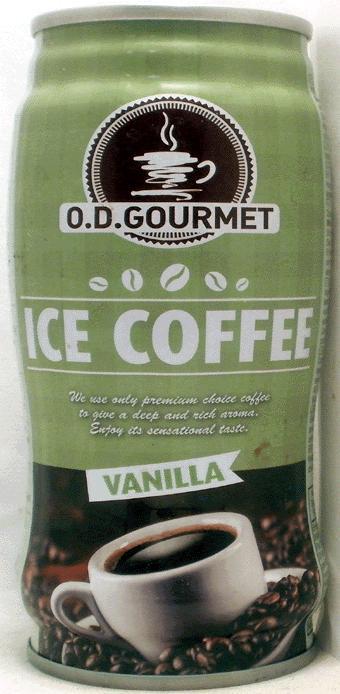 O.D.GOURMET
ICE COFFEE
We use only premium choice coffee
to give a deep and rich aroma.
Enjoy its sensational taste.
VANILLA